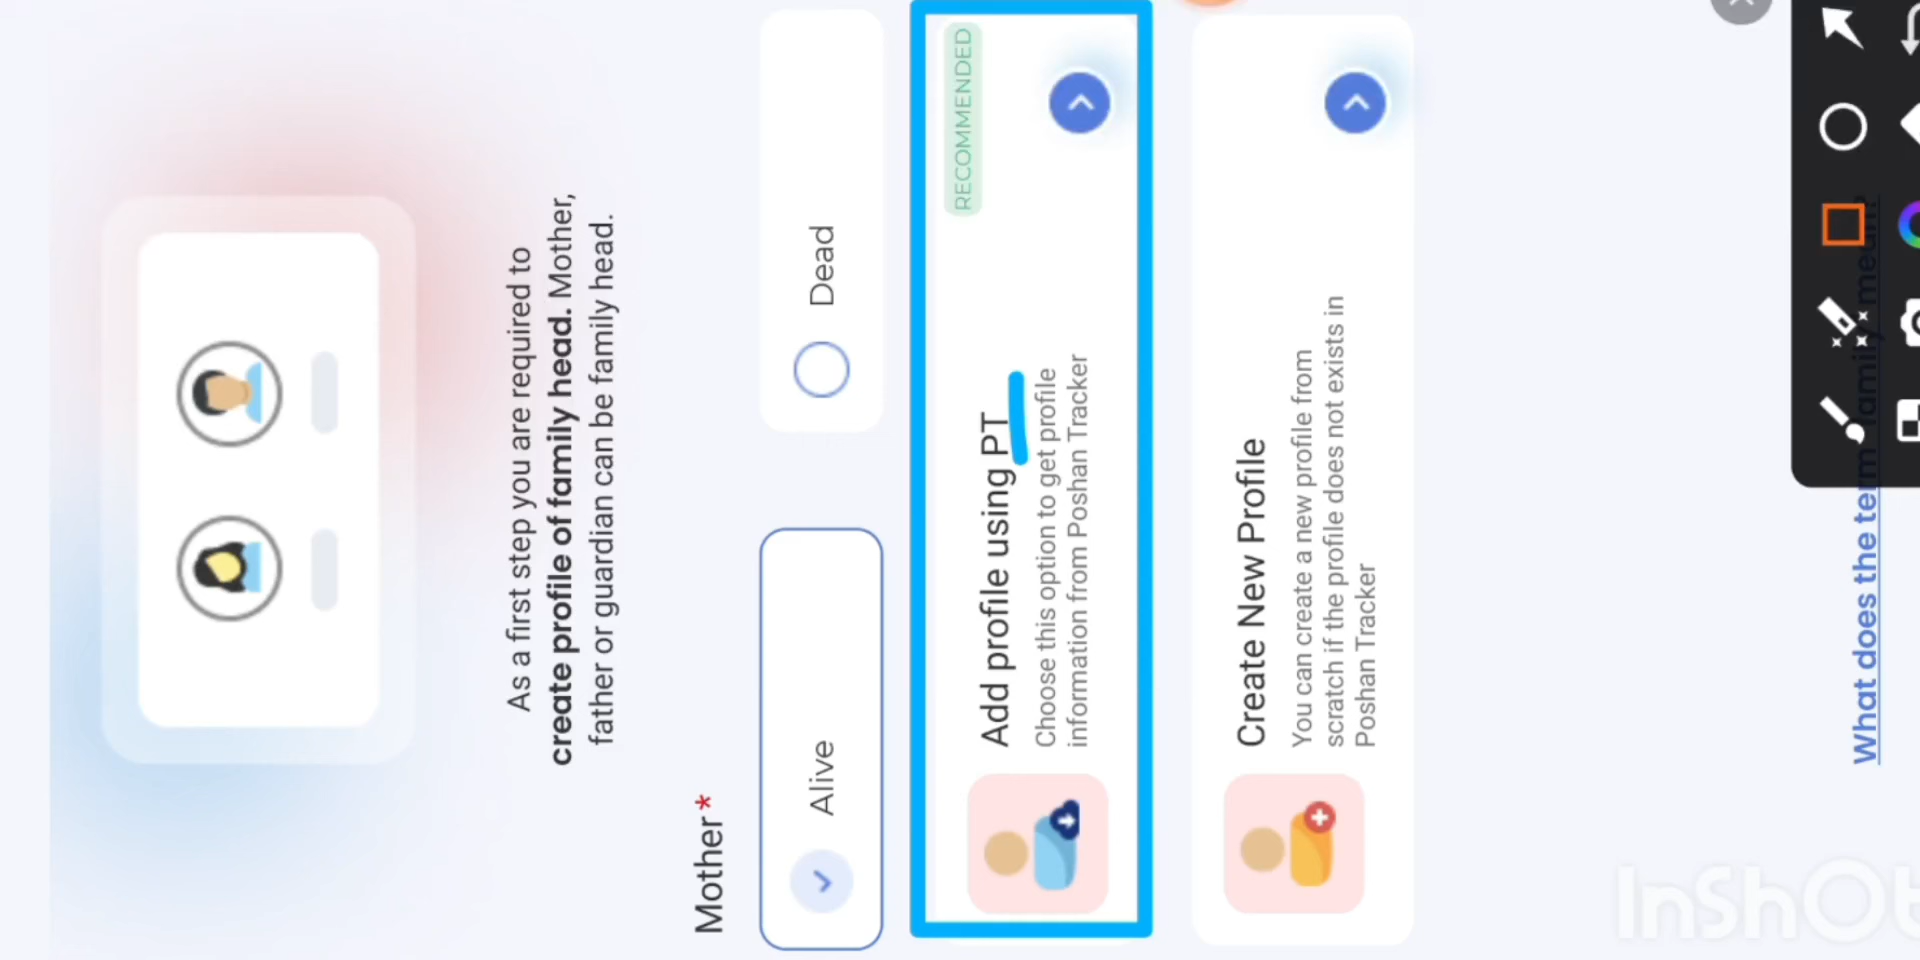 As a first step you are required to
create profile of family head. Mother,
father or guardian can be family head.
Mother*
Alive
Dead
RECOMMENDED
Add profile using PT
Choose this option to get profile
information from Poshan Tracker
Create New Profile
You can create a new profile from
scratch if the profile does not exists in
Poshan Tracker
What does the term family mean?
InShOt